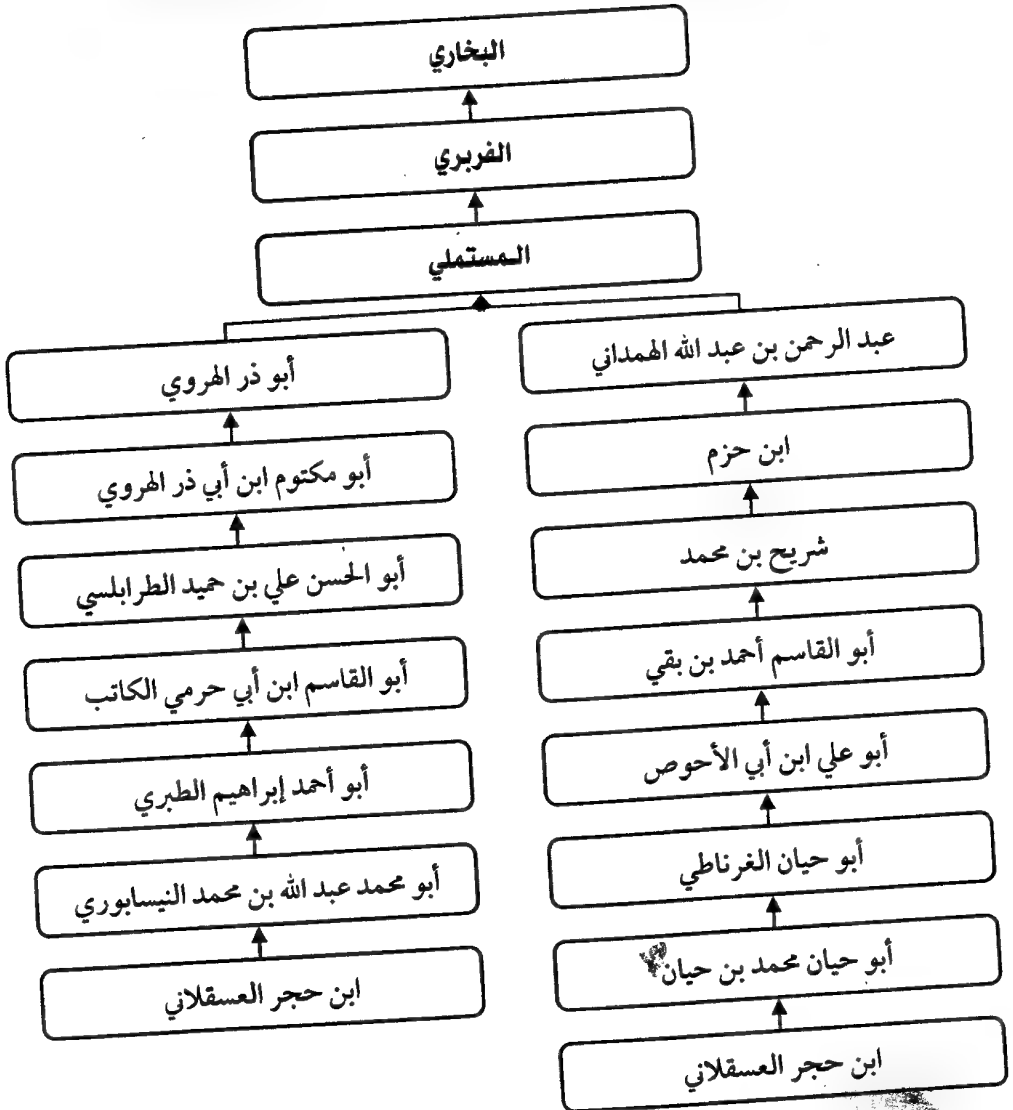 البخاري
الفربري
الـمستملي
عبد الرحمن بن عبد الله الهمداني
ابن حزم
شريح بن محمد
أبو القاسم أحمد بن بقي
أبو علي ابن أبي الأحوص
أبو حيان الغرناطي
أبو حيان محمد بن حيان
ابن حجر العسقلاني
أبو ذر الهروي
أبو مكتوم ابن أبي ذر الهروي
أبو الحسن علي بن حميد الطرابلسي
أبو القاسم ابن أبي حرمي الكاتب
أبو أحمد إبراهيم الطبري
أبو محمد عبد الله بن محمد النيسابوري
ابن حجر العسقلاني